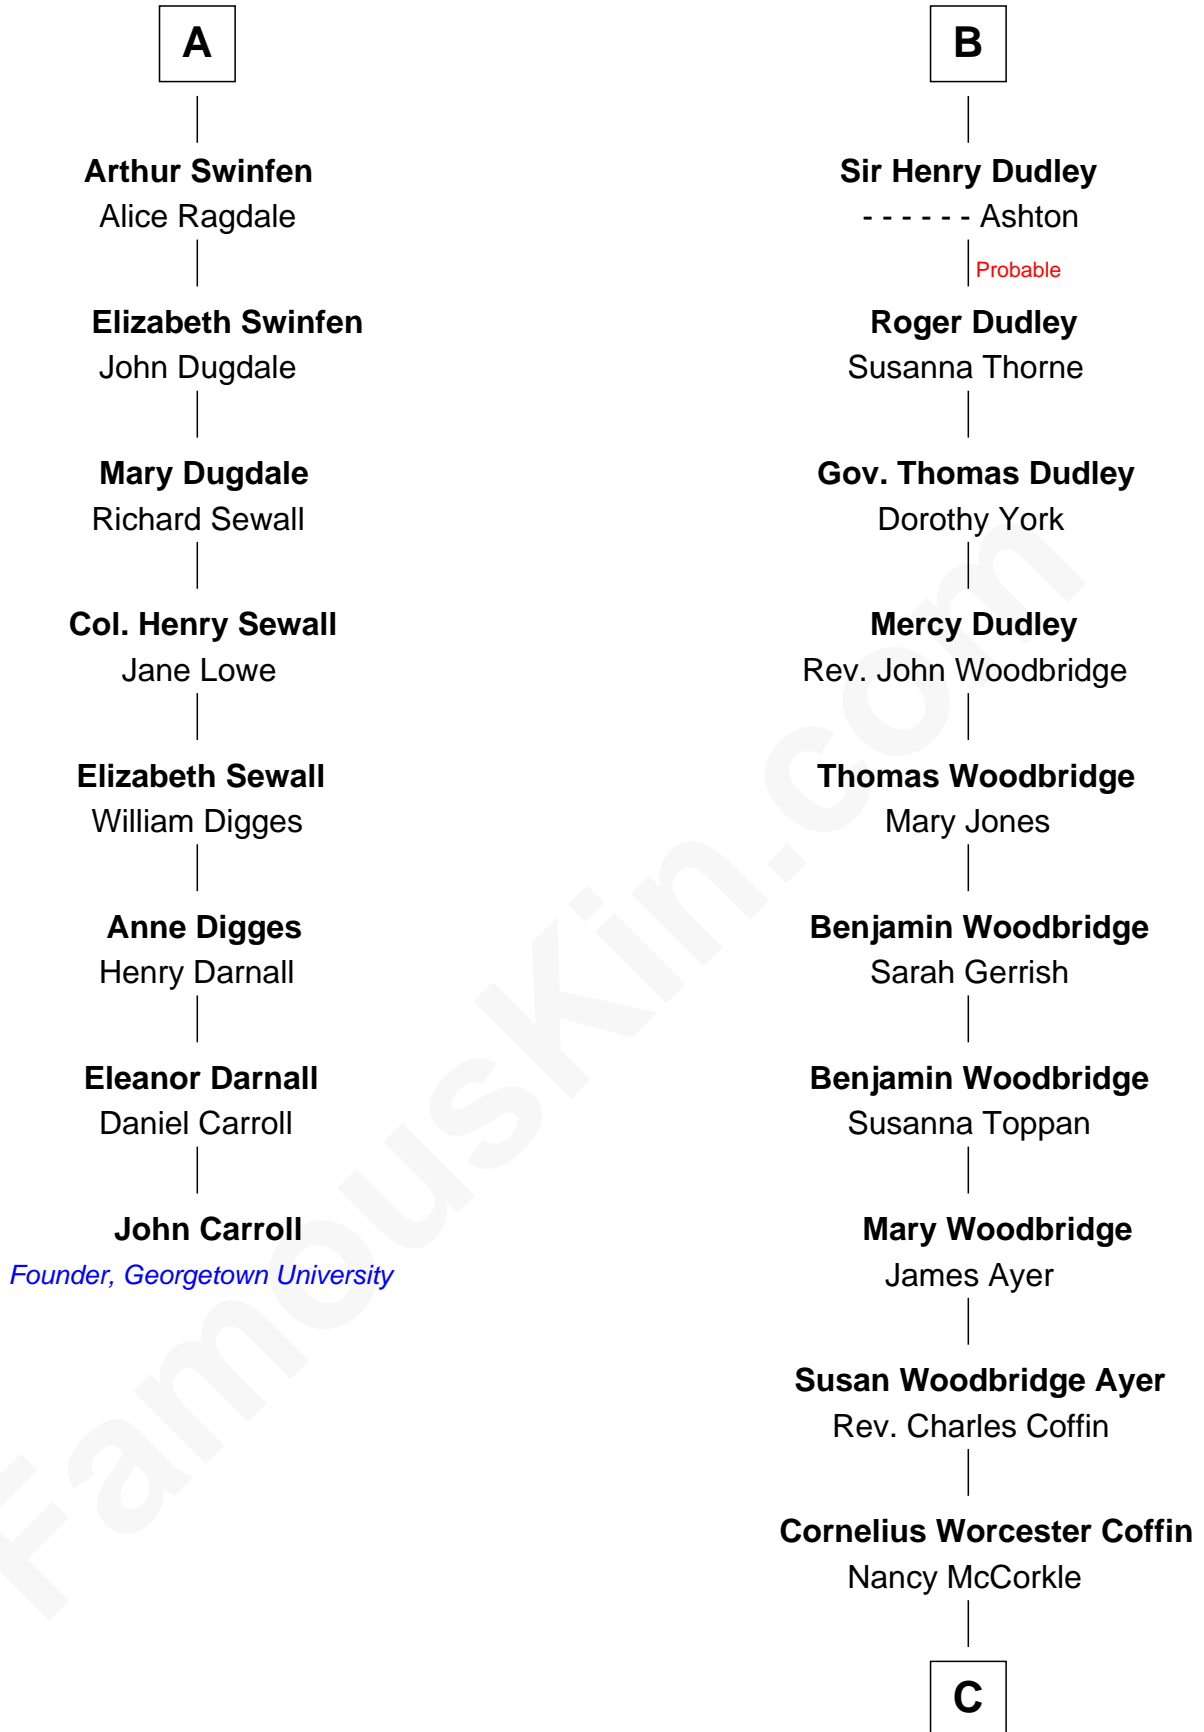 A
Arthur Swinfen
Alice Ragdale
Elizabeth Swinfen
John Dugdale
Mary Dugdale
Richard Sewall
Col. Henry Sewall
Jane Lowe
Elizabeth Sewall
William Digges
Anne Digges
Henry Darnall
Eleanor Darnall
Daniel Carroll
John Carroll
Founder, Georgetown University
B
Sir Henry Dudley
- - - - - - Ashton
Probable
Roger Dudley
Susanna Thorne
Gov. Thomas Dudley
Dorothy York
Mercy Dudley
Rev. John Woodbridge
Thomas Woodbridge
Mary Jones
Benjamin Woodbridge
Sarah Gerrish
Benjamin Woodbridge
Susanna Toppan
Mary Woodbridge
James Ayer
Susan Woodbridge Ayer
Rev. Charles Coffin
Cornelius Worcester Coffin
Nancy McCorkle
C
FamousKin.com